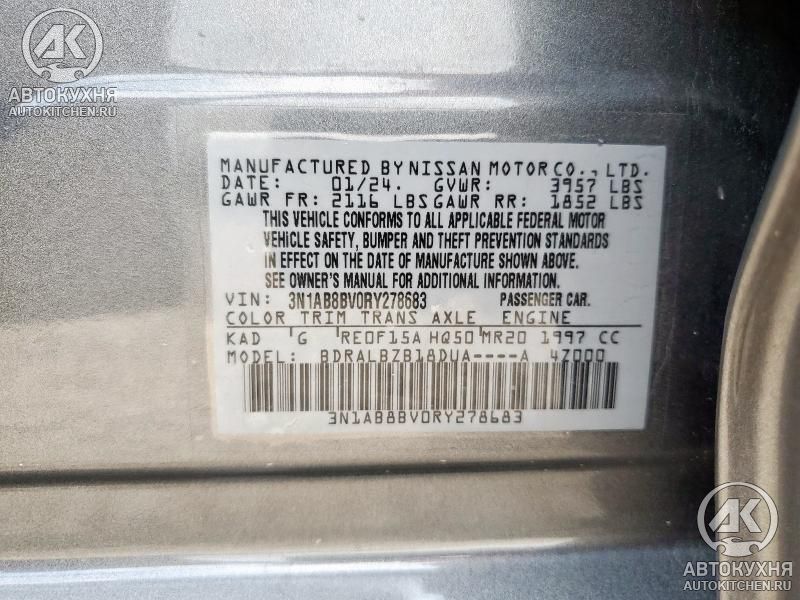 АК
АВТОКУХНЯ
AUTOKITCHEN.RU
MANUFACTURED BY NISSAN MOTOR CO., LTD.
DATE: 01/24. GVWR: 3957 LBS
GAWR FR: 2116 LBS GAWR RR: 1852 LBS
THIS VEHICLE CONFORMS TO ALL APPLICABLE FEDERAL MOTOR
VEHICLE SAFETY, BUMPER AND THEFT PREVENTION STANDARDS
IN EFFECT ON THE DATE OF MANUFACTURE SHOWN ABOVE.
SEE OWNER'S MANUAL FOR ADDITIONAL INFORMATION.
VIN: 3N1AB8BV0RY278683 PASSENGER CAR.
COLOR TRIM TRANS AXLE ENGINE
KAD G RE0F15A HQ50 MR20 1997 CC
MODEL: BDRALBZB18DUA----A 4Z000
3N1AB8BV0RY278683
АК
АВТОКУХНЯ
AUTOKITCHEN.RU